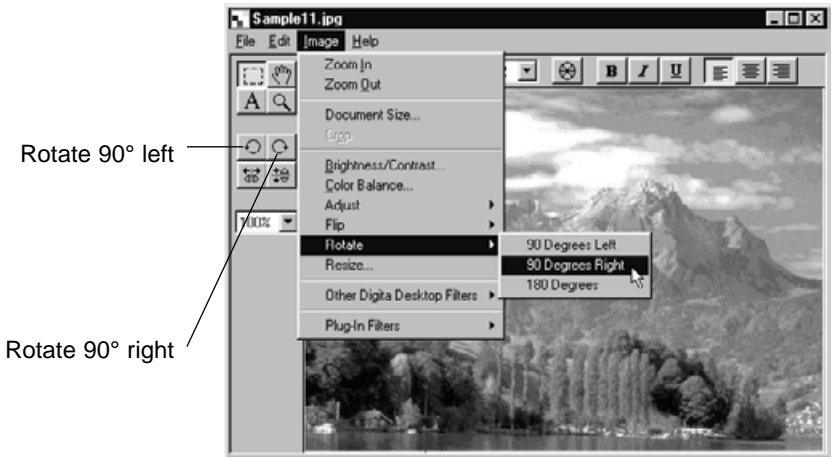 Sample11.jpg
File Edit Image Help
Zoom In
Zoom Out
B I U
A
Document Size...
Crop
Rotate 90° left
Brightness/Contrast...
Color Balance...
Adjust
100%
Flip
Rotate
90 Degrees Left
Resize...
90 Degrees Right
180 Degrees
Other Digita Desktop Filters
Plug-In Filters
Rotate 90° right